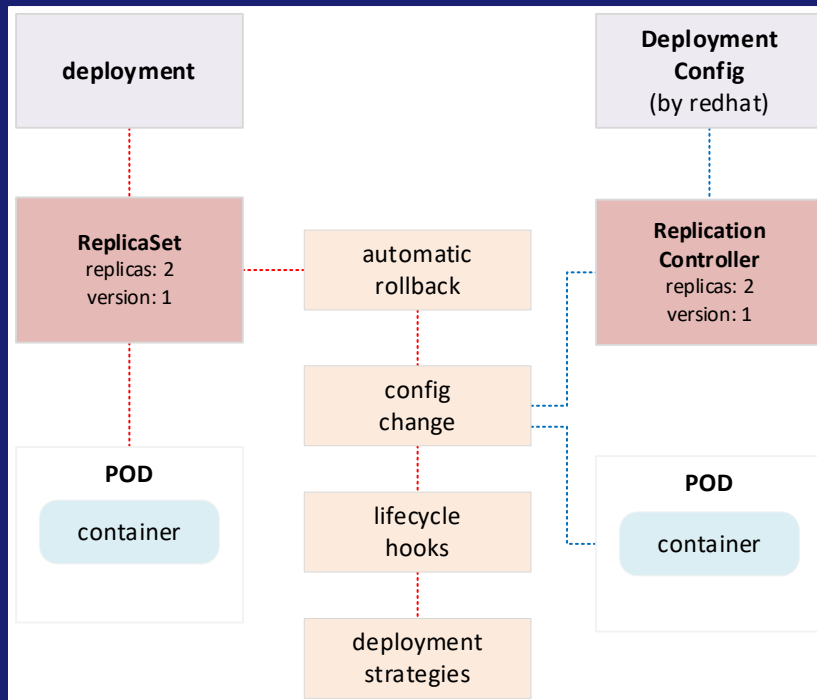 deployment
Deployment
Config
(by redhat)
ReplicaSet
replicas: 2
version: 1
automatic
rollback
Replication
Controller
replicas: 2
version: 1
config
change
POD
container
lifecycle
hooks
POD
container
deployment
strategies